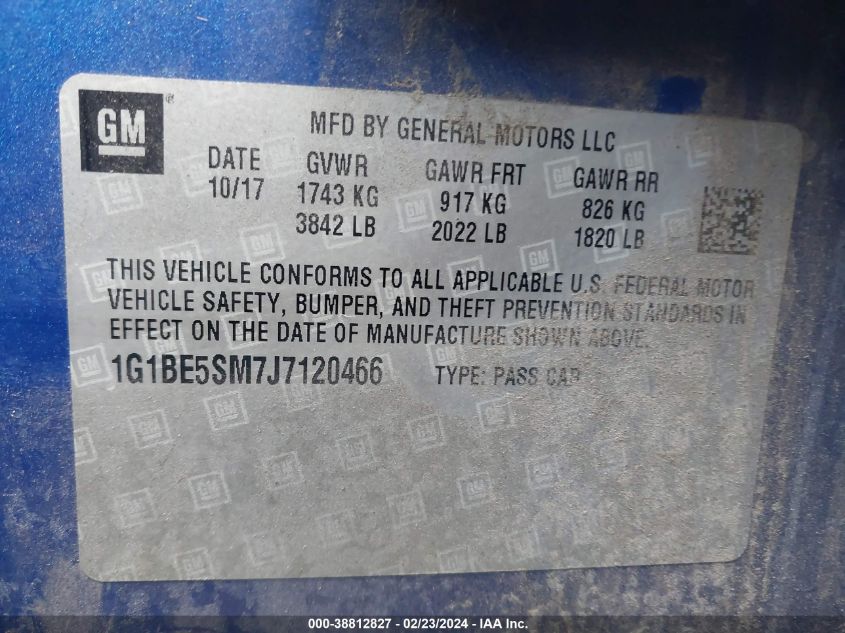 GM ®
MFD BY GENERAL MOTORS LLC
DATE GVWR GAWR FRT GAWR RR
10/17 1743 KG 917 KG 826 KG
3842 LB 2022 LB 1820 LB
THIS VEHICLE CONFORMS TO ALL APPLICABLE U.S. FEDERAL MOTOR
VEHICLE SAFETY, BUMPER, AND THEFT PREVENTION STANDARDS IN
EFFECT ON THE DATE OF MANUFACTURE SHOWN ABOVE.
1G1BE5SM7J7120466 TYPE: PASS CAR
000-38812827 - 02/23/2024 - IAA Inc.